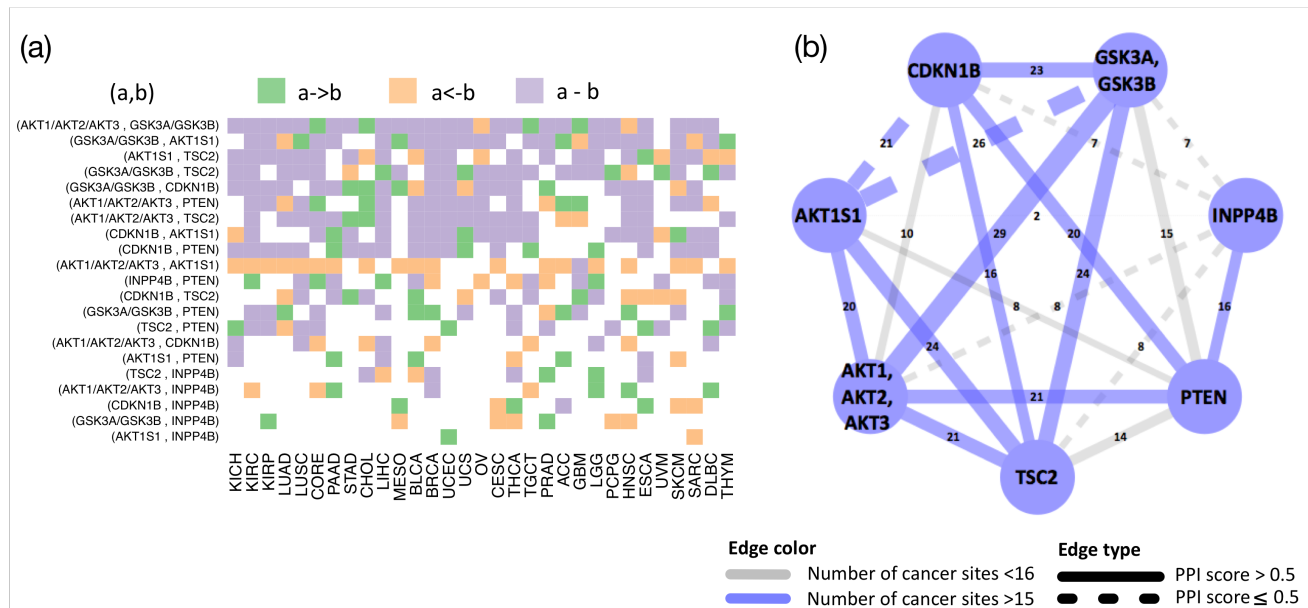 (a)
(a,b)
a->b
a<-b
a - b
(AKT1/AKT2/AKT3 , GSK3A/GSK3B)
(GSK3A/GSK3B , AKT1S1)
(AKT1S1 , TSC2)
(GSK3A/GSK3B , TSC2)
(GSK3A/GSK3B , CDKN1B)
(AKT1/AKT2/AKT3 , PTEN)
(AKT1/AKT2/AKT3 , TSC2)
(CDKN1B , AKT1S1)
(CDKN1B , PTEN)
(AKT1/AKT2/AKT3 , AKT1S1)
(INPP4B , PTEN)
(CDKN1B , TSC2)
(GSK3A/GSK3B , PTEN)
(TSC2 , PTEN)
(AKT1/AKT2/AKT3 , CDKN1B)
(AKT1S1 , PTEN)
(TSC2 , INPP4B)
(AKT1/AKT2/AKT3 , INPP4B)
(CDKN1B , INPP4B)
(GSK3A/GSK3B , INPP4B)
(AKT1S1 , INPP4B)
KICH
KIRC
KIRP
LUAD
LUSC
CORE
PAAD
STAD
CHOL
LIHC
MESO
BLCA
BRCA
UCEC
UCS
OV
CESC
THCA
TGCT
PRAD
ACC
GBM
LGG
PCPG
HNSC
ESCA
UVM
SKCM
SARC
DLBC
THYM
(b)
CDKN1B
23
GSK3A,
GSK3B
21
26
7
7
AKT1S1
2
INPP4B
10
29
20
15
16
24
20
8
8
16
24
8
AKT1,
AKT2,
AKT3
21
PTEN
21
14
TSC2
Edge color
Number of cancer sites <16
Number of cancer sites >15
Edge type
PPI score > 0.5
PPI score ≤ 0.5